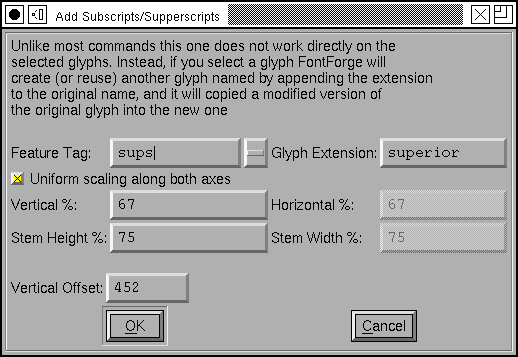 Add Subscripts/Supperscripts
Unlike most commands this one does not work directly on the
selected glyphs. Instead, if you select a glyph FontForge will
create (or reuse) another glyph named by appending the extension
to the original name, and it will copied a modified version of
the original glyph into the new one
Feature Tag: sups Glyph Extension: superior
Uniform scaling along both axes
Vertical %: 67 Horizontal %: 67
Stem Height %: 75 Stem Width %: 75
Vertical Offset: 452
OK Cancel